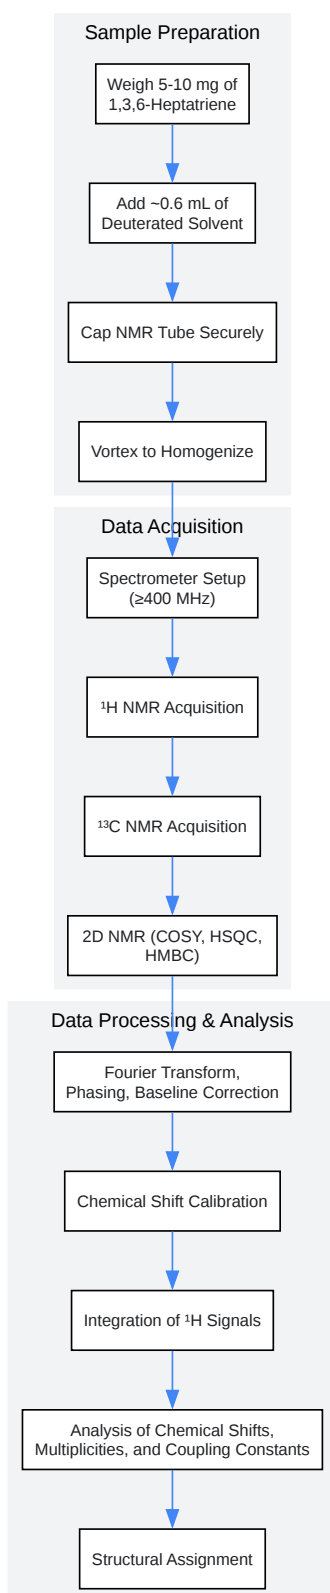 Sample Preparation
Weigh 5-10 mg of
1,3,6-Heptatriene
Add ~0.6 mL of
Deuterated Solvent
Cap NMR Tube Securely
Vortex to Homogenize
Data Acquisition
Spectrometer Setup
(≥400 MHz)
¹H NMR Acquisition
¹³C NMR Acquisition
2D NMR (COSY, HSQC,
HMBC)
Data Processing & Analysis
Fourier Transform,
Phasing, Baseline Correction
Chemical Shift Calibration
Integration of ¹H Signals
Analysis of Chemical Shifts,
Multiplicities, and Coupling Constants
Structural Assignment